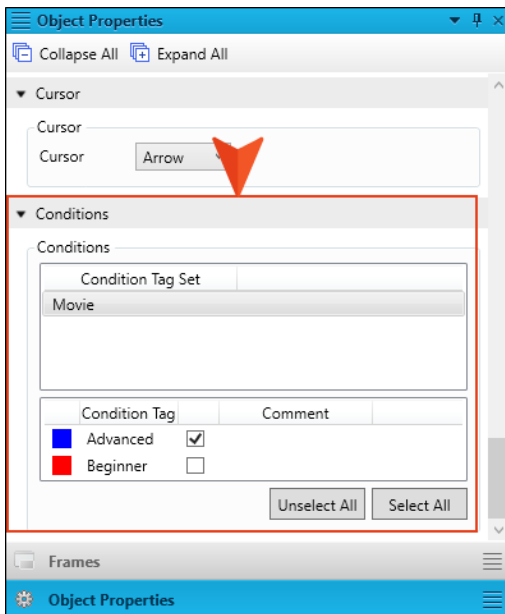 Object Properties
Collapse All Expand All
Cursor
Cursor
Cursor Arrow
Conditions
Conditions
Condition Tag Set
Movie
Condition Tag Comment
Advanced
Beginner
Unselect All Select All
Frames
Object Properties